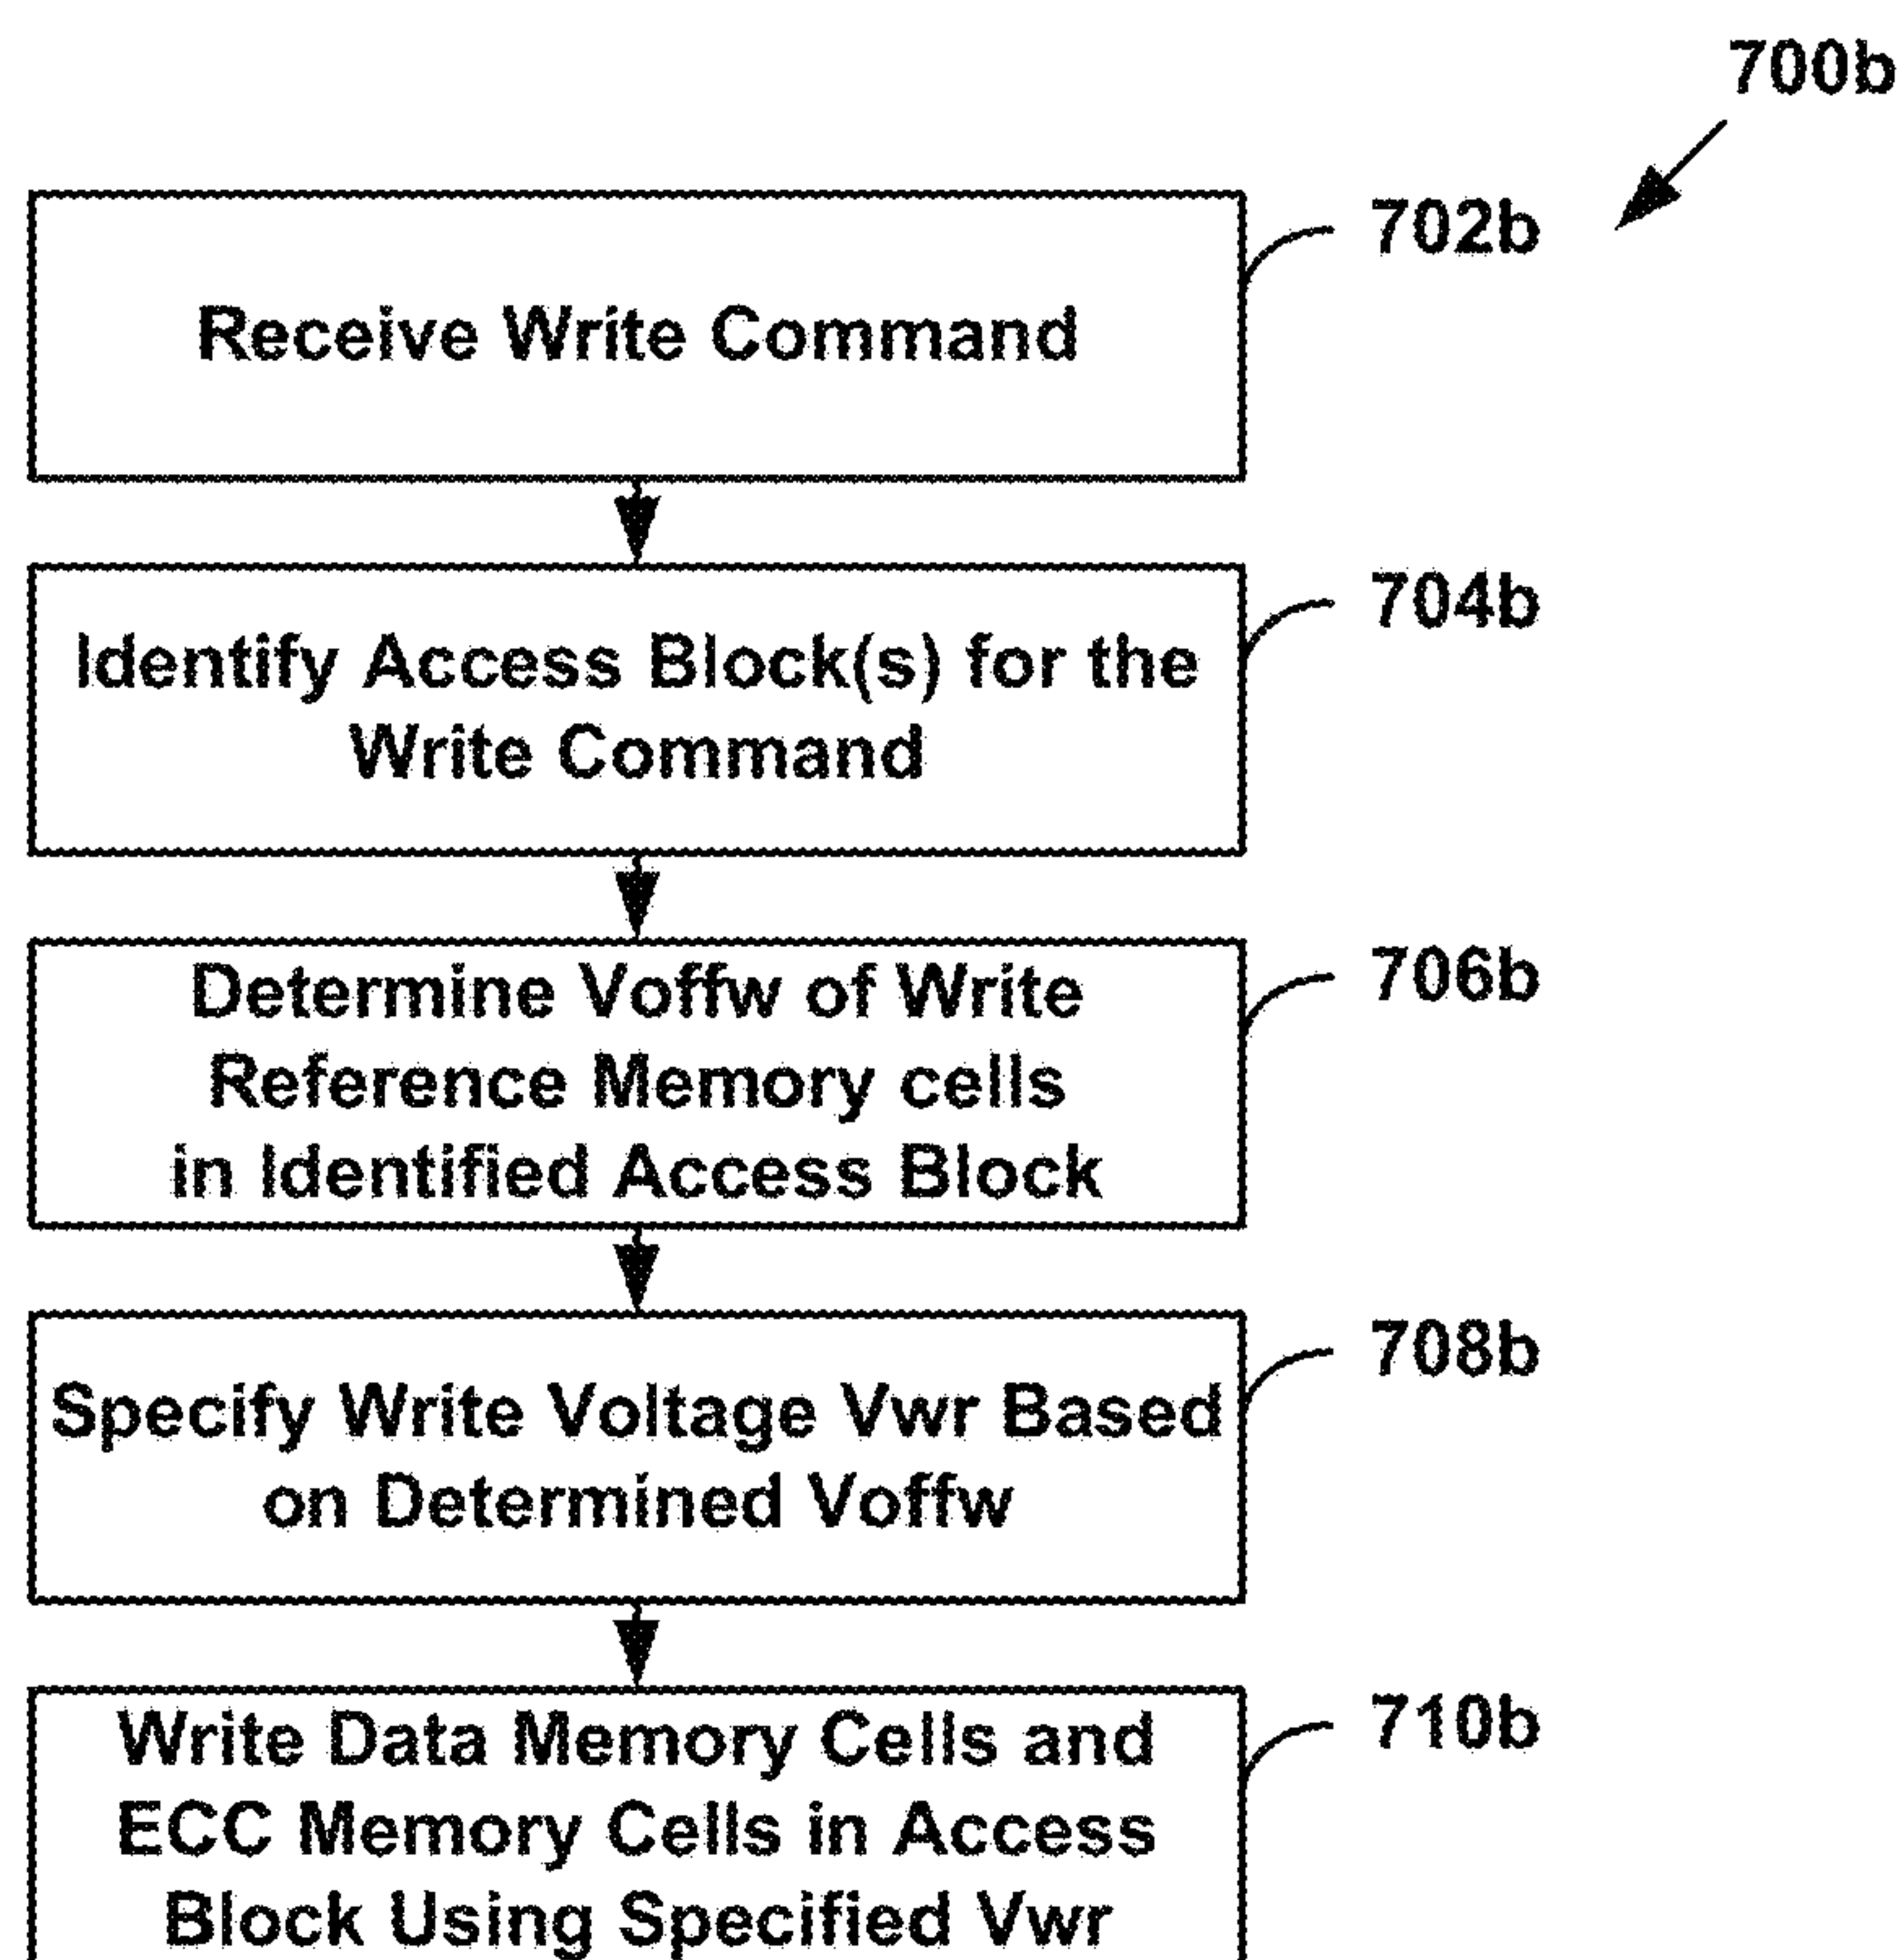 700b
702b
Receive Write Command
704b
Identify Access Block(s) for the
Write Command
706b
Determine Voffw of Write
Reference Memory cells
in Identified Access Block
708b
Specify Write Voltage Vwr Based
on Determined Voffw
710b
Write Data Memory Cells and
ECC Memory Cells in Access
Block Using Specified Vwr